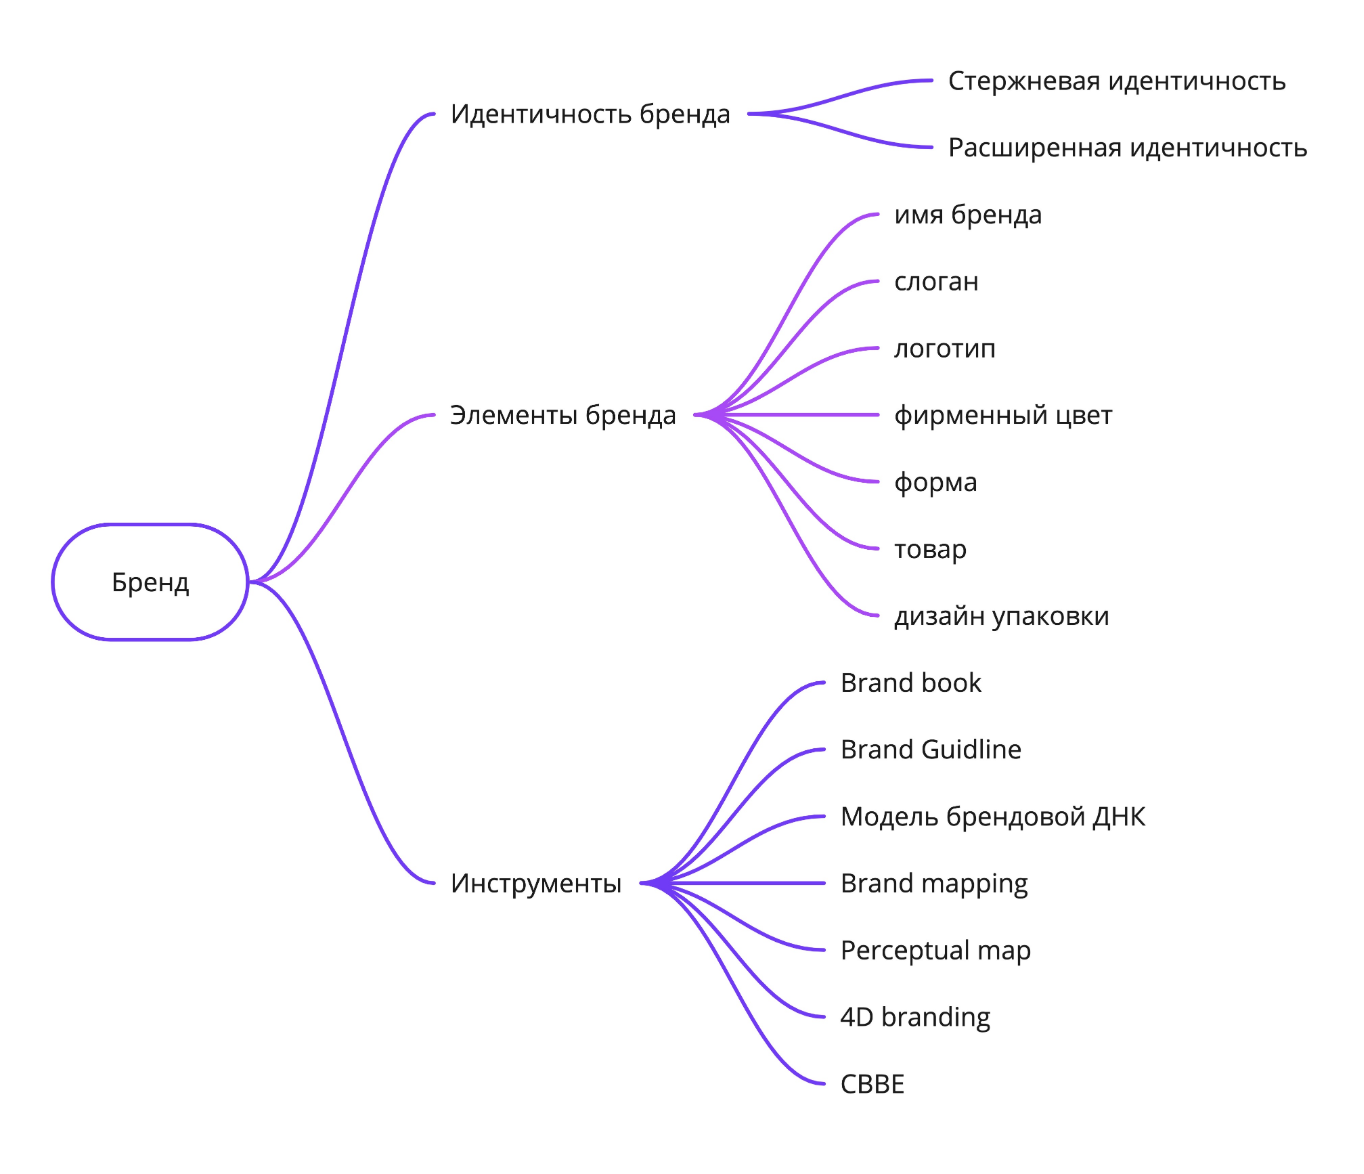 Бренд
Идентичность бренда
Стержневая идентичность
Расширенная идентичность
Элементы бренда
имя бренда
слоган
логотип
фирменный цвет
форма
товар
дизайн упаковки
Инструменты
Brand book
Brand Guidline
Модель брендовой ДНК
Brand mapping
Perceptual map
4D branding
CBBE